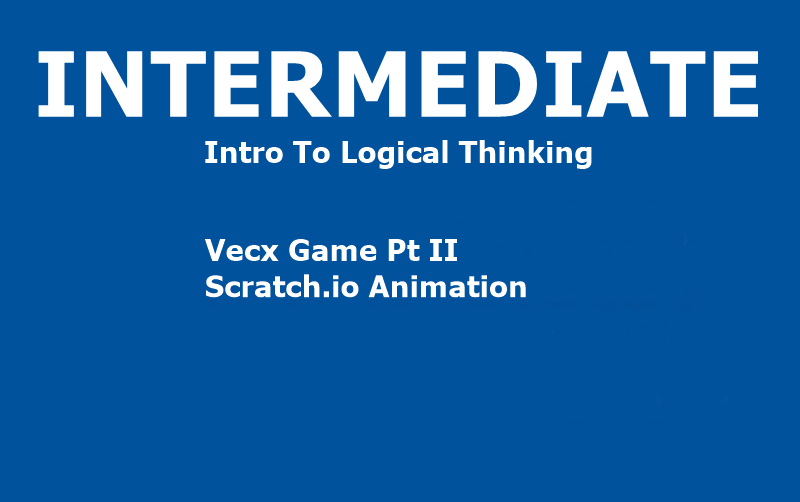 INTERMEDIATE
Intro To Logical Thinking
Vecx Game Pt II
Scratch.io Animation